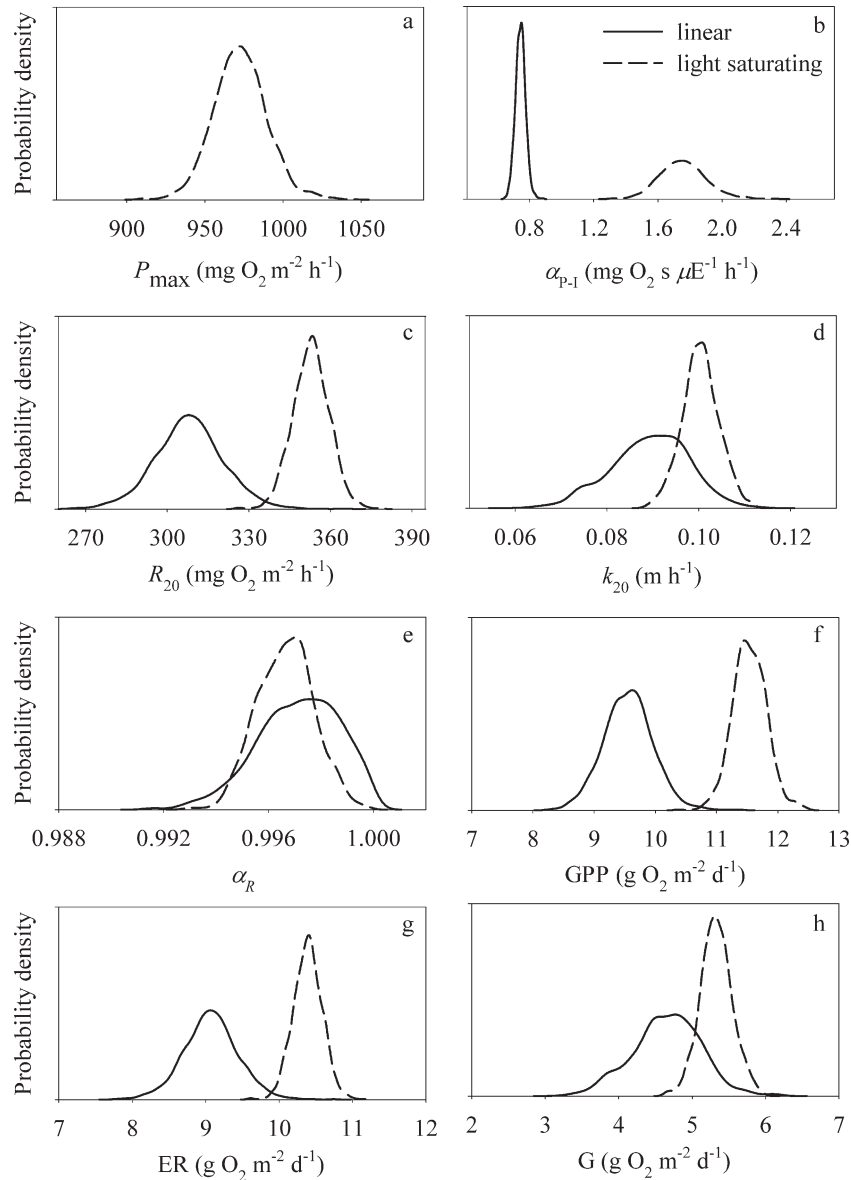 Probability density
a
900 950 1000 1050
Pmax (mg O2 m-2 h-1)
b
linear
light saturating
0.8 1.2 1.6 2.0 2.4
αP-I (mg O2 s μE-1 h-1)
Probability density
c
270 300 330 360 390
R20 (mg O2 m-2 h-1)
d
0.06 0.08 0.10 0.12
k20 (m h-1)
Probability density
e
0.988 0.992 0.996 1.000
αR
f
7 8 9 10 11 12 13
GPP (g O2 m-2 d-1)
Probability density
g
7 8 9 10 11 12
ER (g O2 m-2 d-1)
h
2 3 4 5 6 7
G (g O2 m-2 d-1)